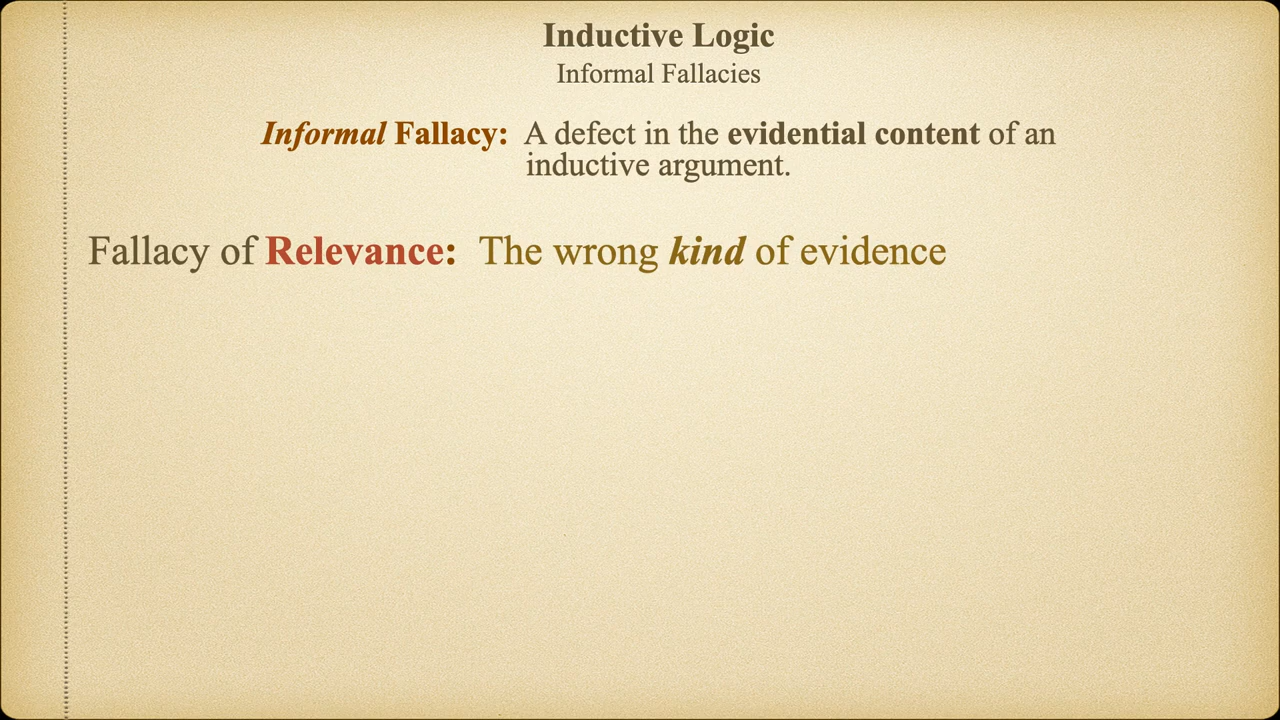 Inductive Logic
Informal Fallacies
Informal Fallacy: A defect in the evidential content of an
inductive argument.
Fallacy of Relevance: The wrong kind of evidence